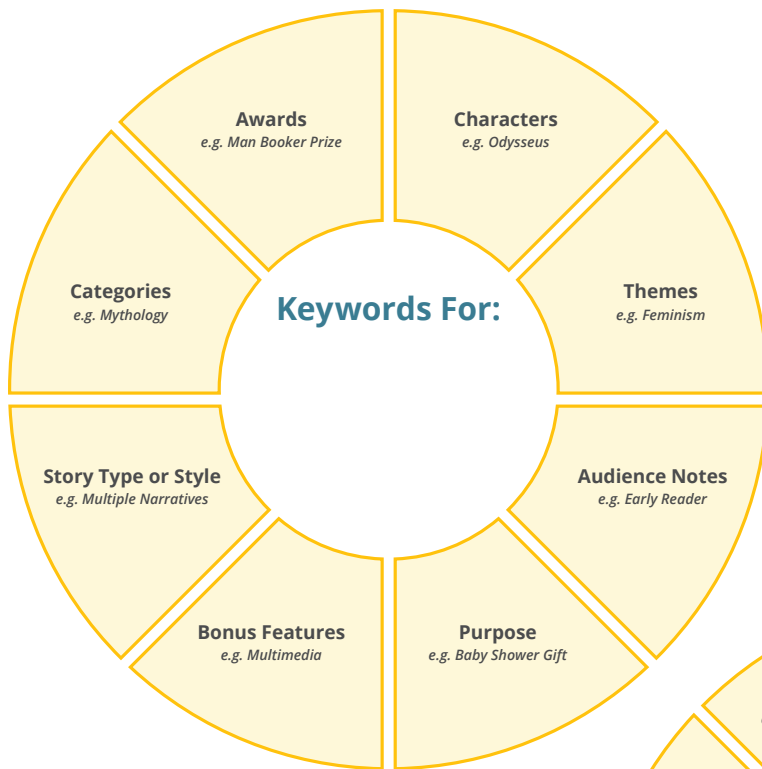 Awards
e.g. Man Booker Prize
Characters
e.g. Odysseus
Categories
e.g. Mythology
Keywords For:
Themes
e.g. Feminism
Story Type or Style
e.g. Multiple Narratives
Audience Notes
e.g. Early Reader
Bonus Features
e.g. Multimedia
Purpose
e.g. Baby Shower Gift